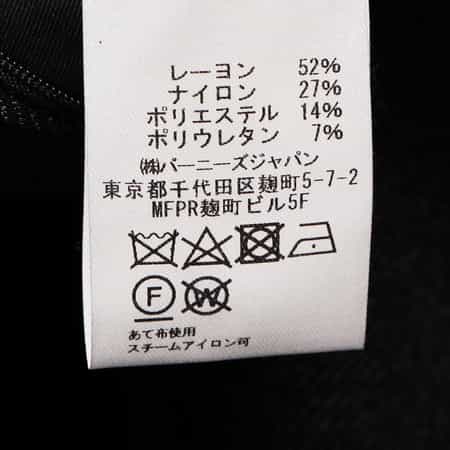 レーヨン 52%
ナイロン 27%
ポリエステル 14%
ポリウレタン 7%
㈱バーニーズジャパン
東京都千代田区麹町5-7-2
MFPR麹町ビル5F
F W
あて布使用
スチームアイロン可